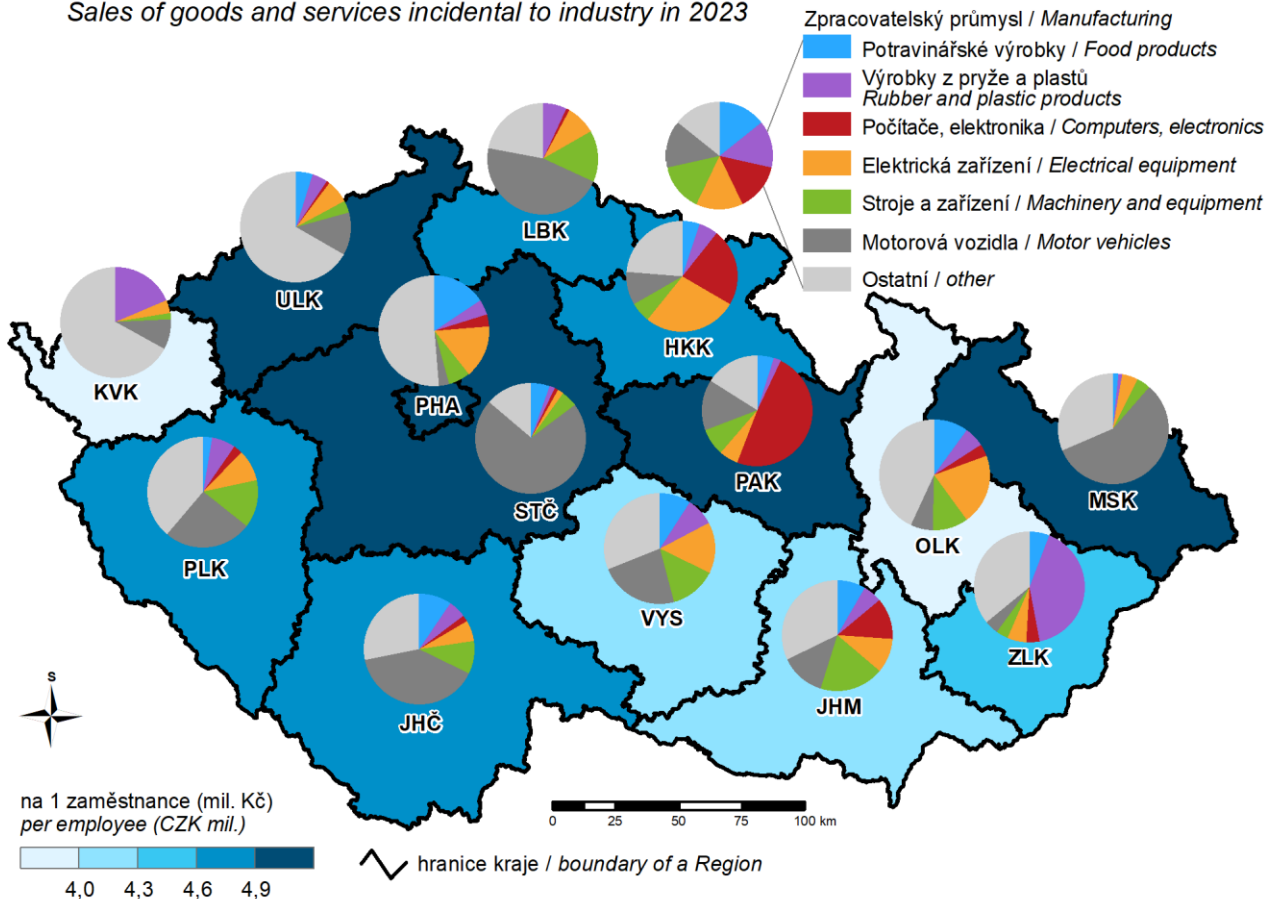 Sales of goods and services incidental to industry in 2023
Zpracovatelský průmysl / Manufacturing
Potravinářské výrobky / Food products
Výrobky z pryže a plastů
Rubber and plastic products
Počítače, elektronika / Computers, electronics
Elektrická zařízení / Electrical equipment
Stroje a zařízení / Machinery and equipment
Motorová vozidla / Motor vehicles
Ostatní / other
LBK
ULK
HKK
KVK
PHA
PAK
MSK
STČ
OLK
PLK
VYS
ZLK
JHČ
JHM
S
na 1 zaměstnance (mil. Kč)
per employee (CZK mil.)
4,0 4,3 4,6 4,9
0 25 50 75 100 km
hranice kraje / boundary of a Region